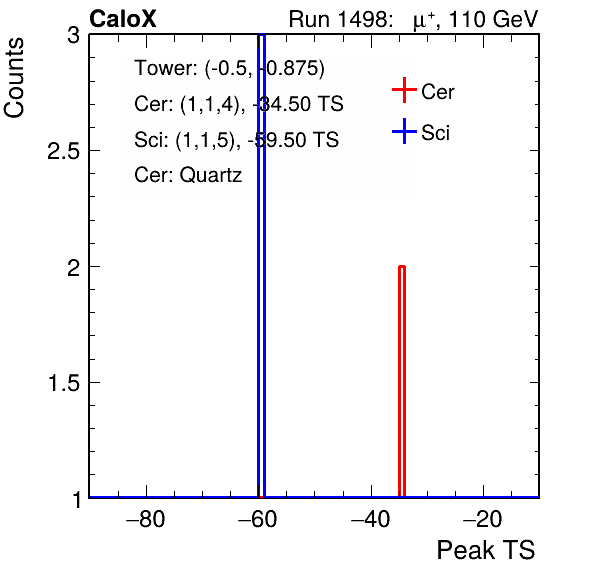 CaloX Run 1498: μ⁺, 110 GeV
Counts
3
2.5
2
1.5
1
Tower: (-0.5, -0.875)
Cer: (1,1,4), -34.50 TS
Sci: (1,1,5), -59.50 TS
Cer: Quartz
Cer
Sci
−80 −60 −40 −20
Peak TS